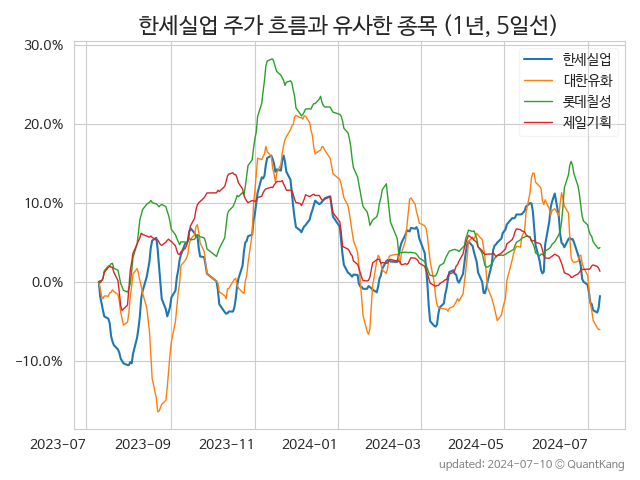 한세실업 주가 흐름과 유사한 종목 (1년, 5일선)
한세실업
대한유화
롯데칠성
제일기획
30.0%
20.0%
10.0%
0.0%
−10.0%
2023-07
2023-09
2023-11
2024-01
2024-03
2024-05
2024-07
updated: 2024-07-10 © QuantKang